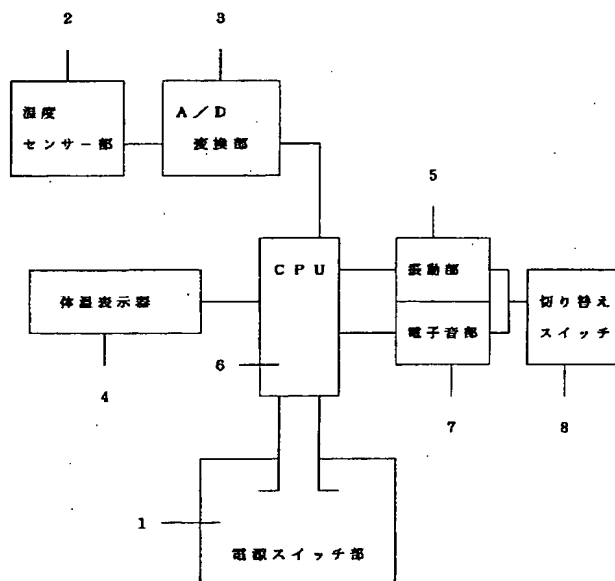 2
3
温度
センサー部
A／D
変換部
5
CPU
振動部
体温表示器
切り替え
スイッチ
電子音部
6
4
7
8
1
電源スイッチ部